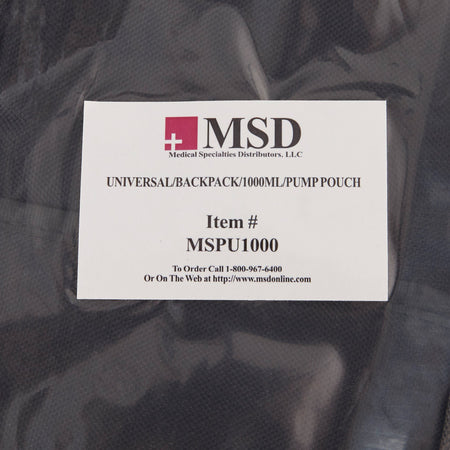 MSD
Medical Specialties Distributors, LLC
UNIVERSAL/BACKPACK/1000ML/PUMP POUCH
Item #
MSPU1000
To Order Call 1-800-967-6400
Or On The Web at http://www.msdonline.com